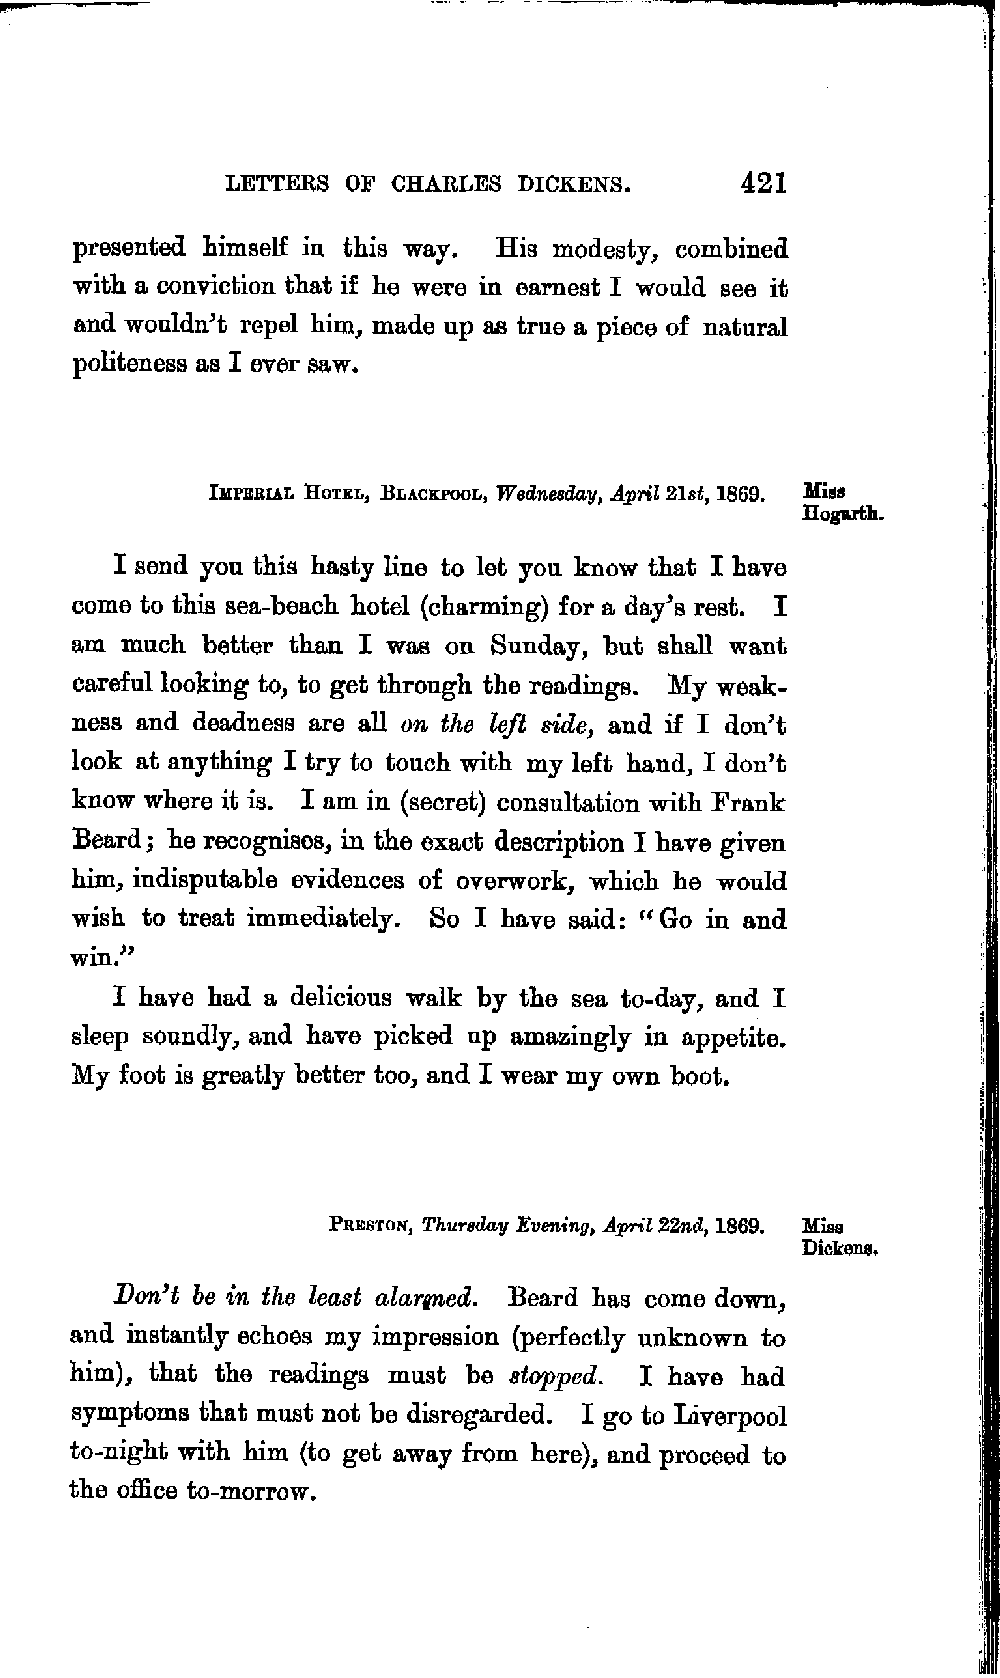 LETTERS OF CHARLES DICKENS. 421
presented himself in this way. His modesty, combined
with a conviction that if he were in earnest I would see it
and wouldn't repel him, made up as true a piece of natural
politeness as I ever saw.
IMPERIAL HOTEL, BLACKPOOL, Wednesday, April 21st, 1869.
Miss
Hogarth.
I send you this hasty line to let you know that I have
come to this sea-beach hotel (charming) for a day's rest. I
am much better than I was on Sunday, but shall want
careful looking to, to get through the readings. My weak-
ness and deadness are all on the left side, and if I don't
look at anything I try to touch with my left hand, I don't
know where it is. I am in (secret) consultation with Frank
Beard; he recognises, in the exact description I have given
him, indisputable evidences of overwork, which he would
wish to treat immediately. So I have said: "Go in and
win."
I have had a delicious walk by the sea to-day, and I
sleep soundly, and have picked up amazingly in appetite.
My foot is greatly better too, and I wear my own boot.
PRESTON, Thursday Evening, April 22nd, 1869.
Miss
Dickens.
Don't be in the least alarmed. Beard has come down,
and instantly echoes my impression (perfectly unknown to
him), that the readings must be stopped. I have had
symptoms that must not be disregarded. I go to Liverpool
to-night with him (to get away from here), and proceed to
the office to-morrow.